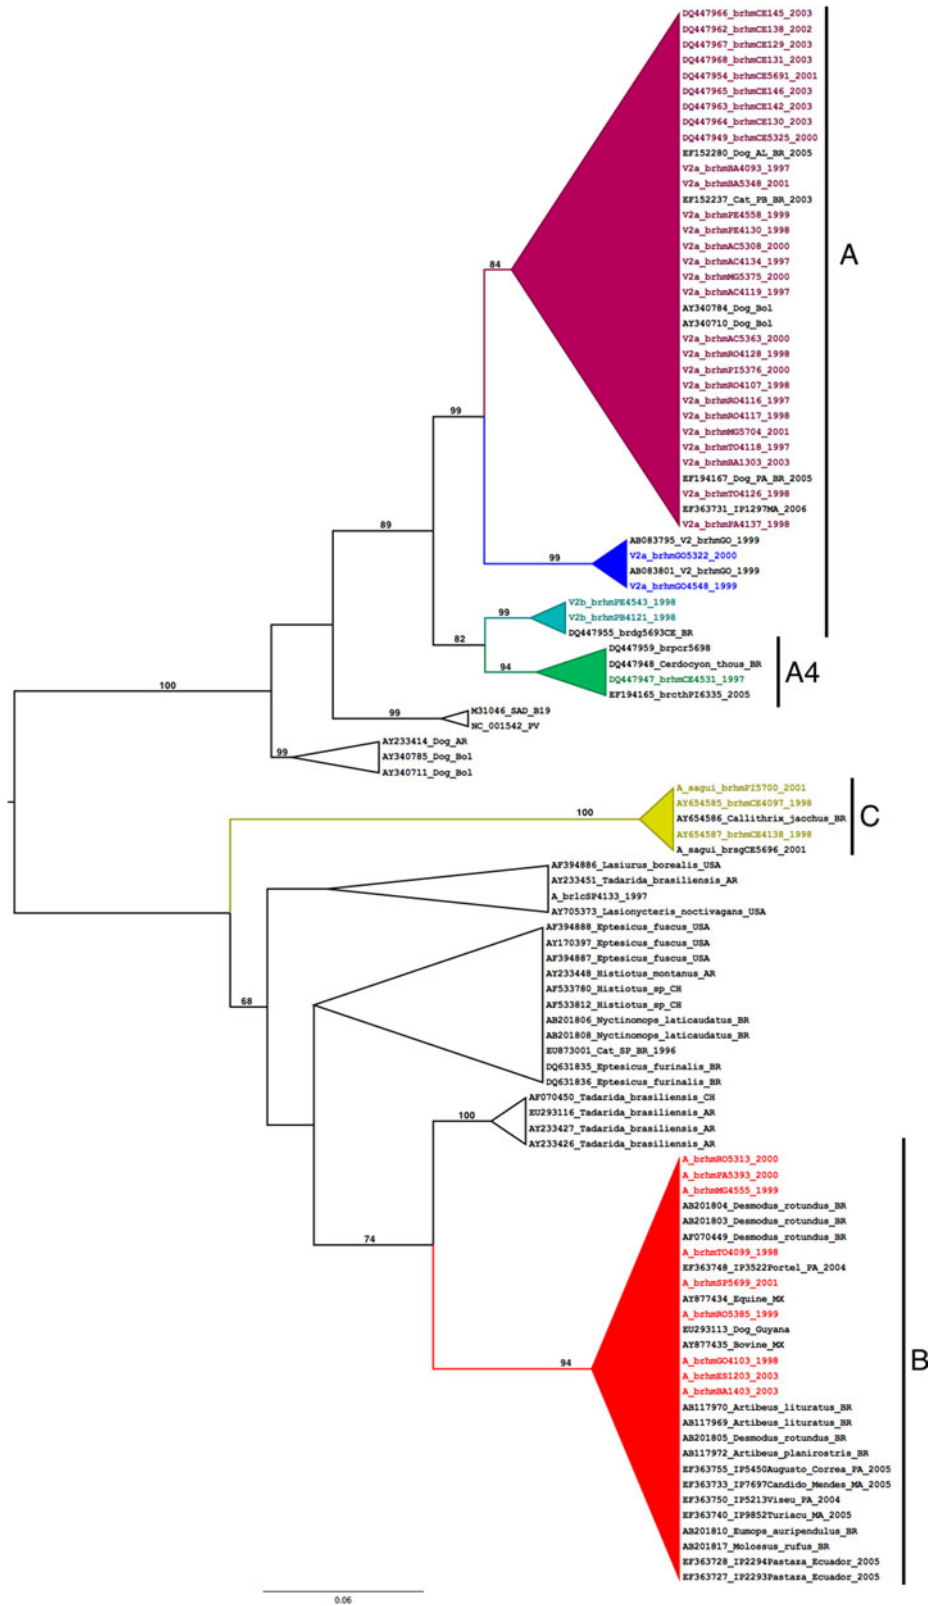 DQ447966_brhmCE145_2003
DQ447962_brhmCE138_2002
DQ447967_brhmCE129_2003
DQ447968_brhmCE131_2003
DQ447954_brhmCE5691_2001
DQ447965_brhmCE146_2003
DQ447963_brhmCE142_2003
DQ447964_brhmCE130_2003
DQ447949_brhmCE5325_2000
EF152280_Dog_AL_BR_2005
V2a_brhmBA4093_1997
V2a_brhmBA5348_2001
EF152237_Cat_PB_BR_2003
V2a_brhmPE4558_1999
V2a_brhmPE4130_1998
V2a_brhmAC5308_2000
A
V2a_brhmAC4134_1997
84
V2a_brhmMG5375_2000
V2a_brhmAC4119_1997
AY340784_Dog_Bol
AY340710_Dog_Bol
V2a_brhmAC5363_2000
V2a_brhmRO4128_1998
V2a_brhmPI5376_2000
V2a_brhmRO4107_1998
V2a_brhmRO4116_1997
99
V2a_brhmRO4117_1998
V2a_brhmMG5704_2001
V2a_brhmTO4118_1997
V2a_brhmBA1303_2003
EF194167_Dog_PA_BR_2005
V2a_brhmTO4126_1998
EF363731_IP1297MA_2006
V2a_brhmPA4137_1998
89
AB083795_V2_brhmGO_1999
99
V2a_brhmGO5322_2000
AB083801_V2_brhmGO_1999
V2a_brhmGO4548_1999
V2b_brhmPE4543_1998
99
V2b_brhmPB4121_1998
DQ447955_brdg5693CE_BR
82
DQ447959_brpcr5698
94
DQ447948_Cerdocyon_thous_BR
A4
DQ447947_brhmCE4531_1997
EF194165_brcthPI6335_2005
100
99
M31046_SAD_B19
NC_001542_PV
AY233414_Dog_AR
99
AY340785_Dog_Bol
AY340711_Dog_Bol
A_sagui_brhmPI5700_2001
AY654585_brhmCE4097_1998
100
AY654586_Callithrix_jacchus_BR
C
AY654587_brhmCE4138_1998
A_sagui_brsgCE5696_2001
AF394886_Lasiurus_borealis_USA
AY233451_Tadarida_brasiliensis_AR
A_brlcSP4133_1997
AY705373_Lasionycteris_noctivagans_USA
AF394888_Eptesicus_fuscus_USA
AY170397_Eptesicus_fuscus_USA
AF394887_Eptesicus_fuscus_USA
AY233448_Histiotus_montanus_AR
AF533780_Histiotus_sp_CH
68
AF533812_Histiotus_sp_CH
AB201806_Nyctinomops_laticaudatus_BR
AB201808_Nyctinomops_laticaudatus_BR
EU873001_Cat_SP_BR_1996
DQ631835_Eptesicus_furinalis_BR
DQ631836_Eptesicus_furinalis_BR
AF070450_Tadarida_brasiliensis_CH
100
EU293116_Tadarida_brasiliensis_AR
AY233427_Tadarida_brasiliensis_AR
AY233426_Tadarida_brasiliensis_AR
A_brhmRO5313_2000
A_brhmPA5393_2000
A_brhmMG4555_1999
AB201804_Desmodus_rotundus_BR
AB201803_Desmodus_rotundus_BR
74
AF070449_Desmodus_rotundus_BR
A_brhmTO4099_1998
EF363748_IP3522Portel_PA_2004
A_brhmSP5699_2001
AY877434_Equine_MX
A_brhmRO5385_1999
EU293113_Dog_Guyana
AY877435_Bovine_MX
94
A_brhmGO4103_1998
B
A_brhmES1203_2003
A_brhmBA1403_2003
AB117970_Artibeus_lituratus_BR
AB117969_Artibeus_lituratus_BR
AB201805_Desmodus_rotundus_BR
AB117972_Artibeus_planirostris_BR
EF363755_IP5450Augusto_Correa_PA_2005
EF363733_IP7697Candido_Mendes_MA_2005
EF363750_IP5213Viseu_PA_2004
EF363740_IP9852Turiacu_MA_2005
AB201810_Eumops_auripendulus_BR
AB201817_Molossus_rufus_BR
EF363728_IP2294Pastaza_Ecuador_2005
EF363727_IP2293Pastaza_Ecuador_2005
0.06